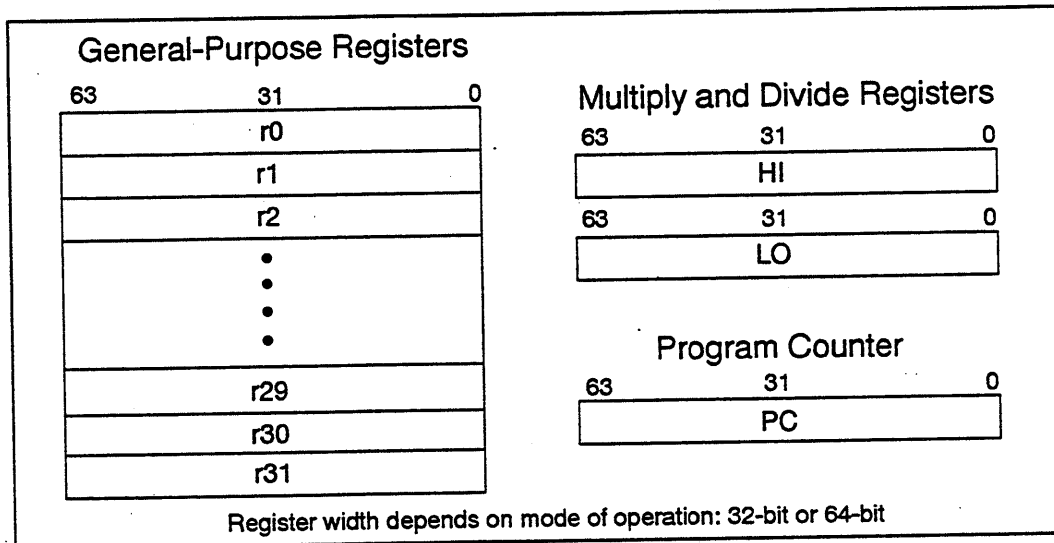 General-Purpose Registers
63 31 0
r0
r1
r2
r29
r30
r31
Multiply and Divide Registers
63 31 0
HI
63 31 0
LO
Program Counter
63 31 0
PC
Register width depends on mode of operation: 32-bit or 64-bit